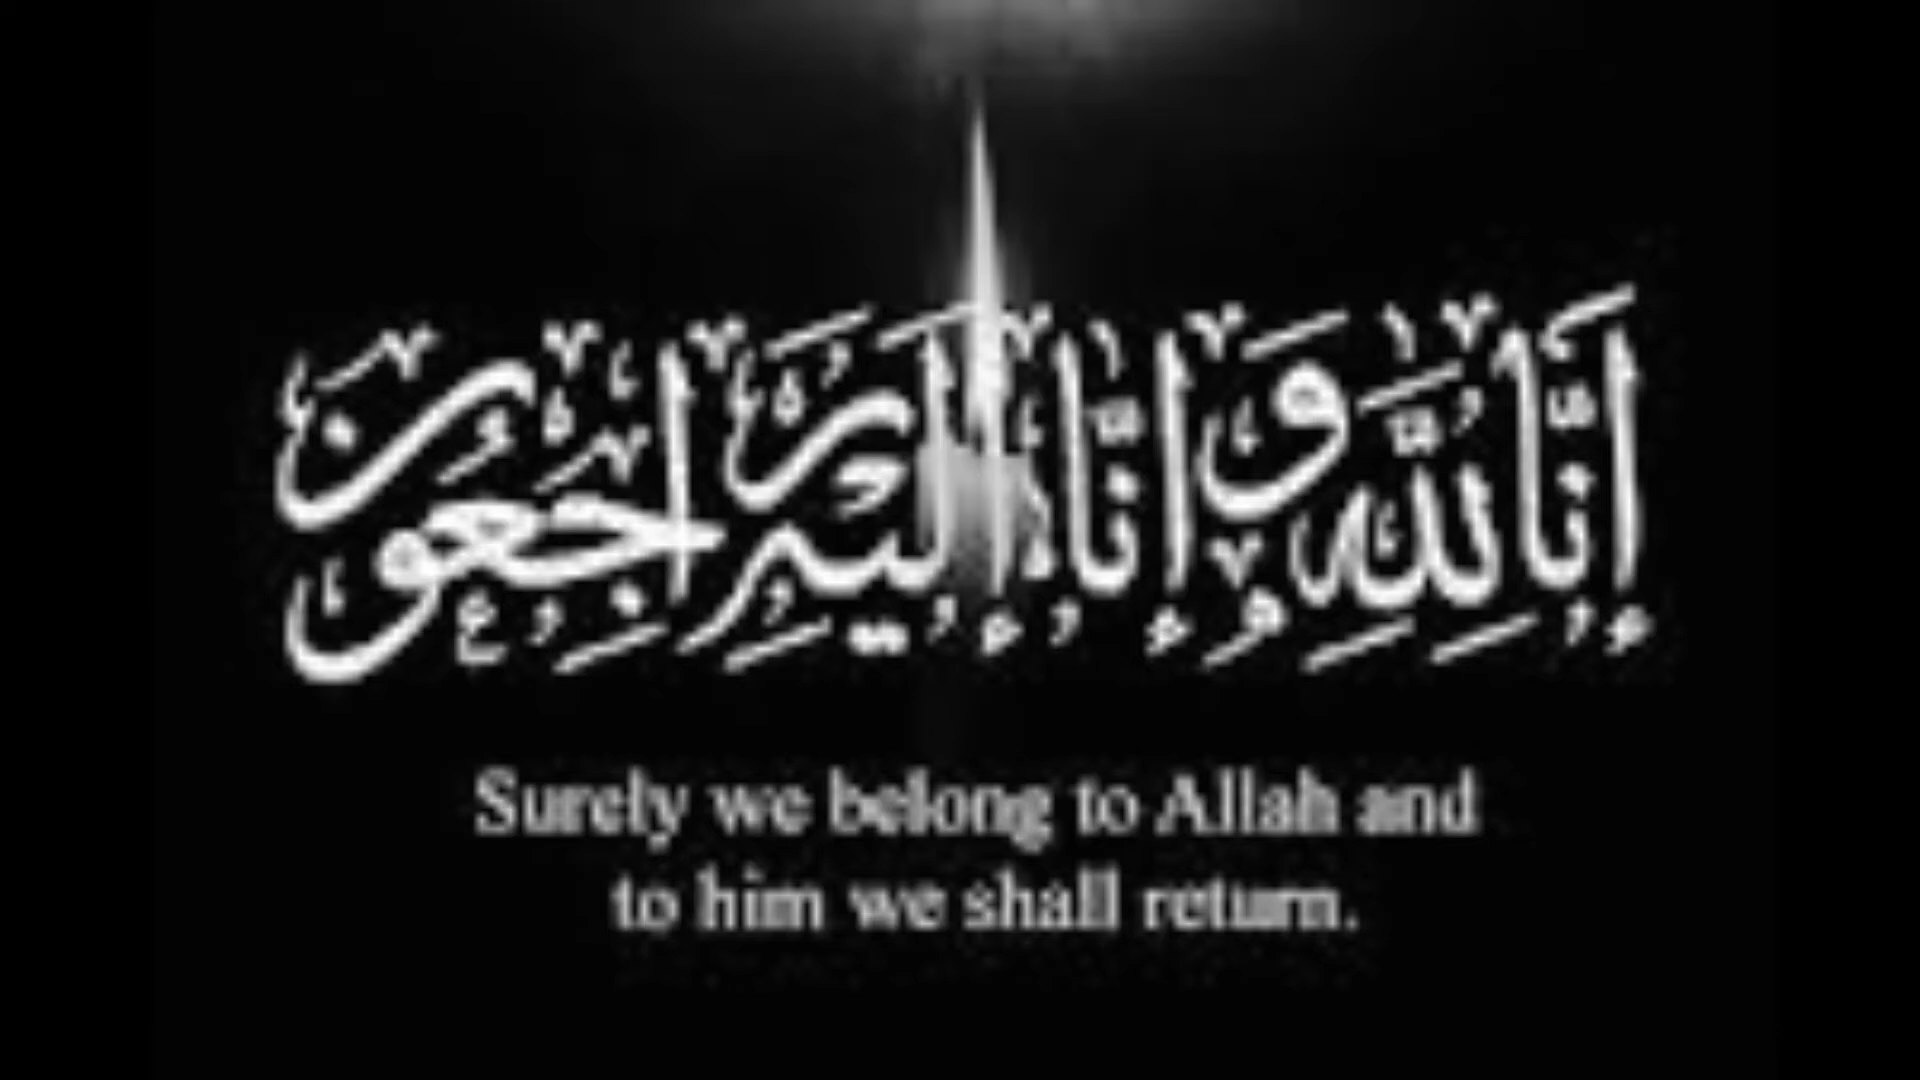 إِنَّا لِلَّهِ وَإِنَّا إِلَيْهِ رَاجِعُونَ
Surely we belong to Allah and
to him we shall return.